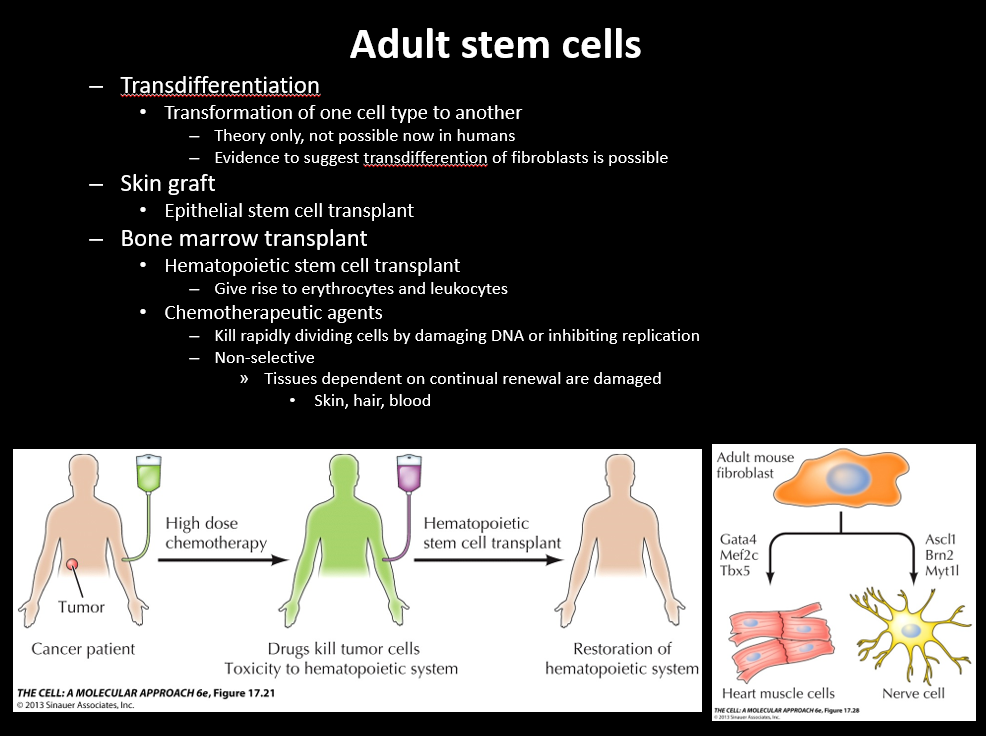 Adult stem cells
– Transdifferentiation
• Transformation of one cell type to another
– Theory only, not possible now in humans
– Evidence to suggest transdifferention of fibroblasts is possible
– Skin graft
• Epithelial stem cell transplant
– Bone marrow transplant
• Hematopoietic stem cell transplant
– Give rise to erythrocytes and leukocytes
• Chemotherapeutic agents
– Kill rapidly dividing cells by damaging DNA or inhibiting replication
– Non-selective
» Tissues dependent on continual renewal are damaged
• Skin, hair, blood
High dose
chemotherapy
Hematopoietic
stem cell transplant
Tumor
Cancer patient
Drugs kill tumor cells
Toxicity to hematopoietic system
Restoration of
hematopoietic system
THE CELL: A MOLECULAR APPROACH 6e, Figure 17.21
© 2013 Sinauer Associates, Inc.
Adult mouse
fibroblast
Gata4
Mef2c
Tbx5
Ascl1
Brn2
Myt1l
Heart muscle cells
Nerve cell
THE CELL: A MOLECULAR APPROACH 6e, Figure 17.28
© 2013 Sinauer Associates, Inc.